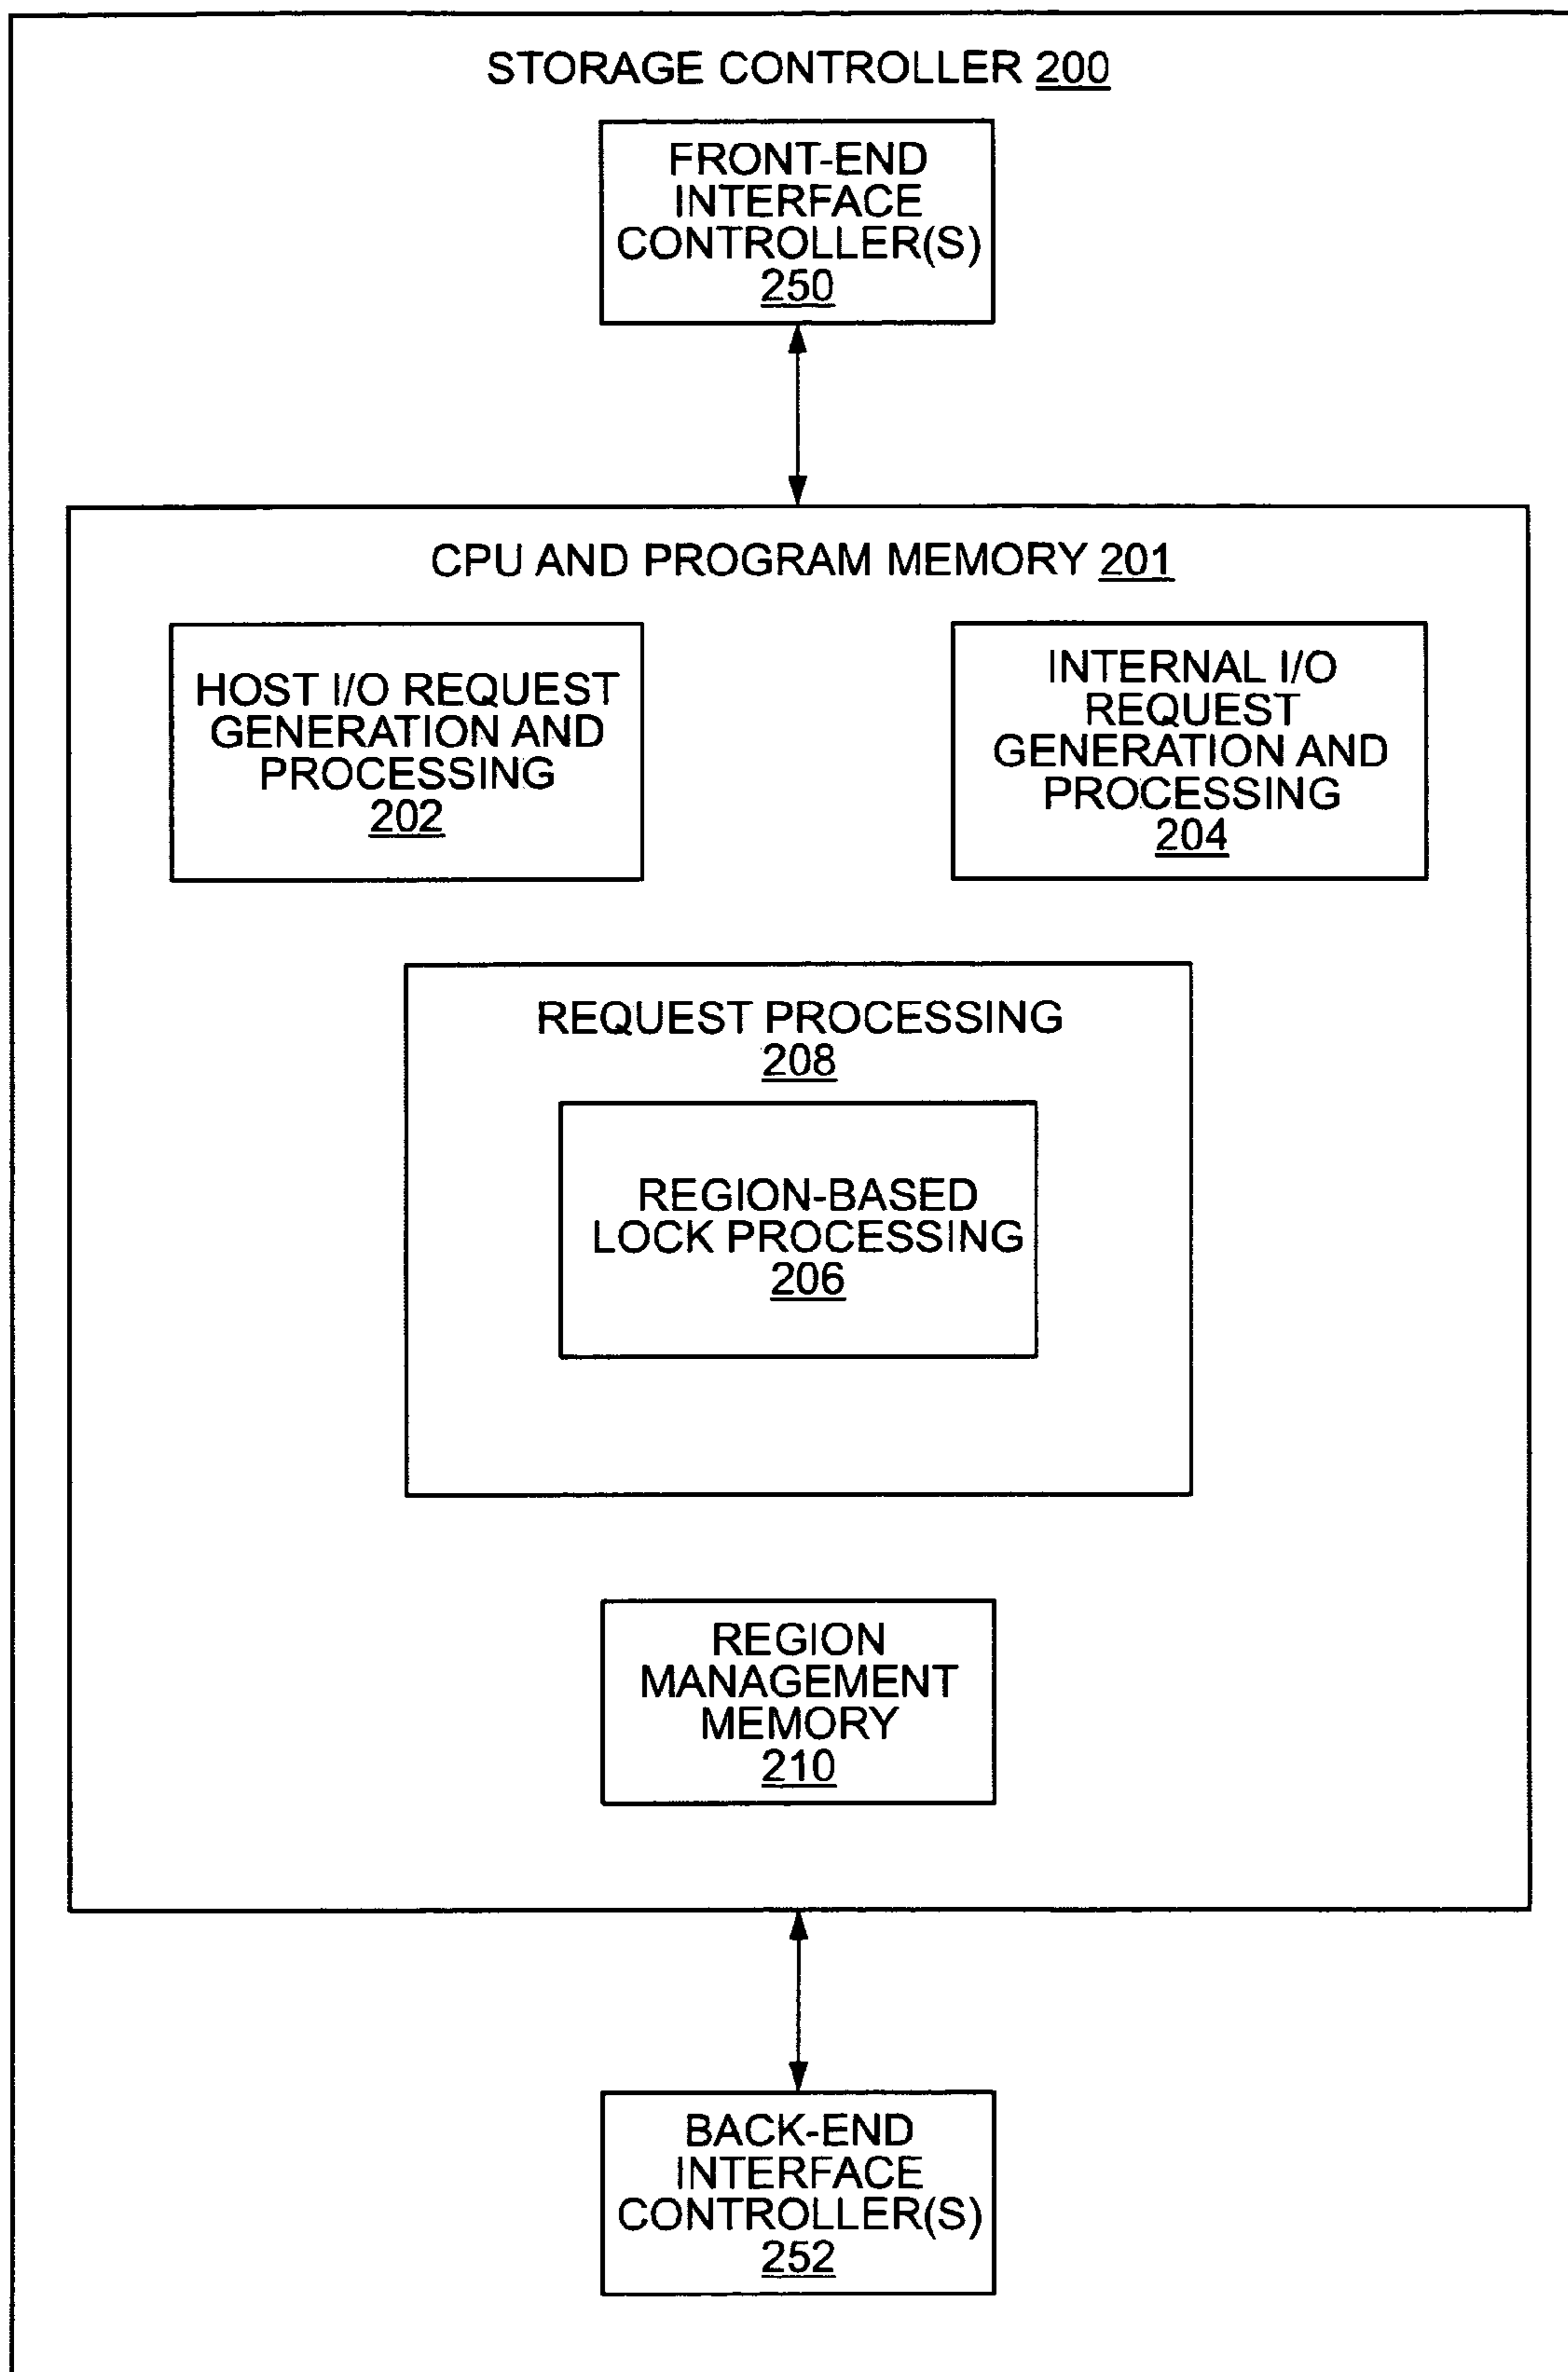 STORAGE CONTROLLER 200
FRONT-END
INTERFACE
CONTROLLER(S)
250
CPU AND PROGRAM MEMORY 201
HOST I/O REQUEST
GENERATION AND
PROCESSING
202
INTERNAL I/O
REQUEST
GENERATION AND
PROCESSING
204
REQUEST PROCESSING
208
REGION-BASED
LOCK PROCESSING
206
REGION
MANAGEMENT
MEMORY
210
BACK-END
INTERFACE
CONTROLLER(S)
252